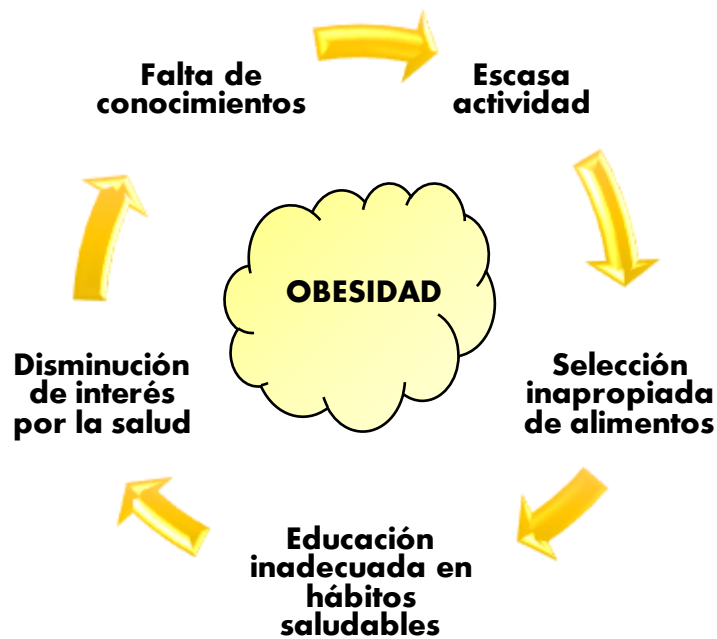 Falta de
conocimientos
Escasa
actividad
OBESIDAD
Selección
inapropiada
de alimentos
Educación
inadecuada en
hábitos
saludables
Disminución
de interés
por la salud